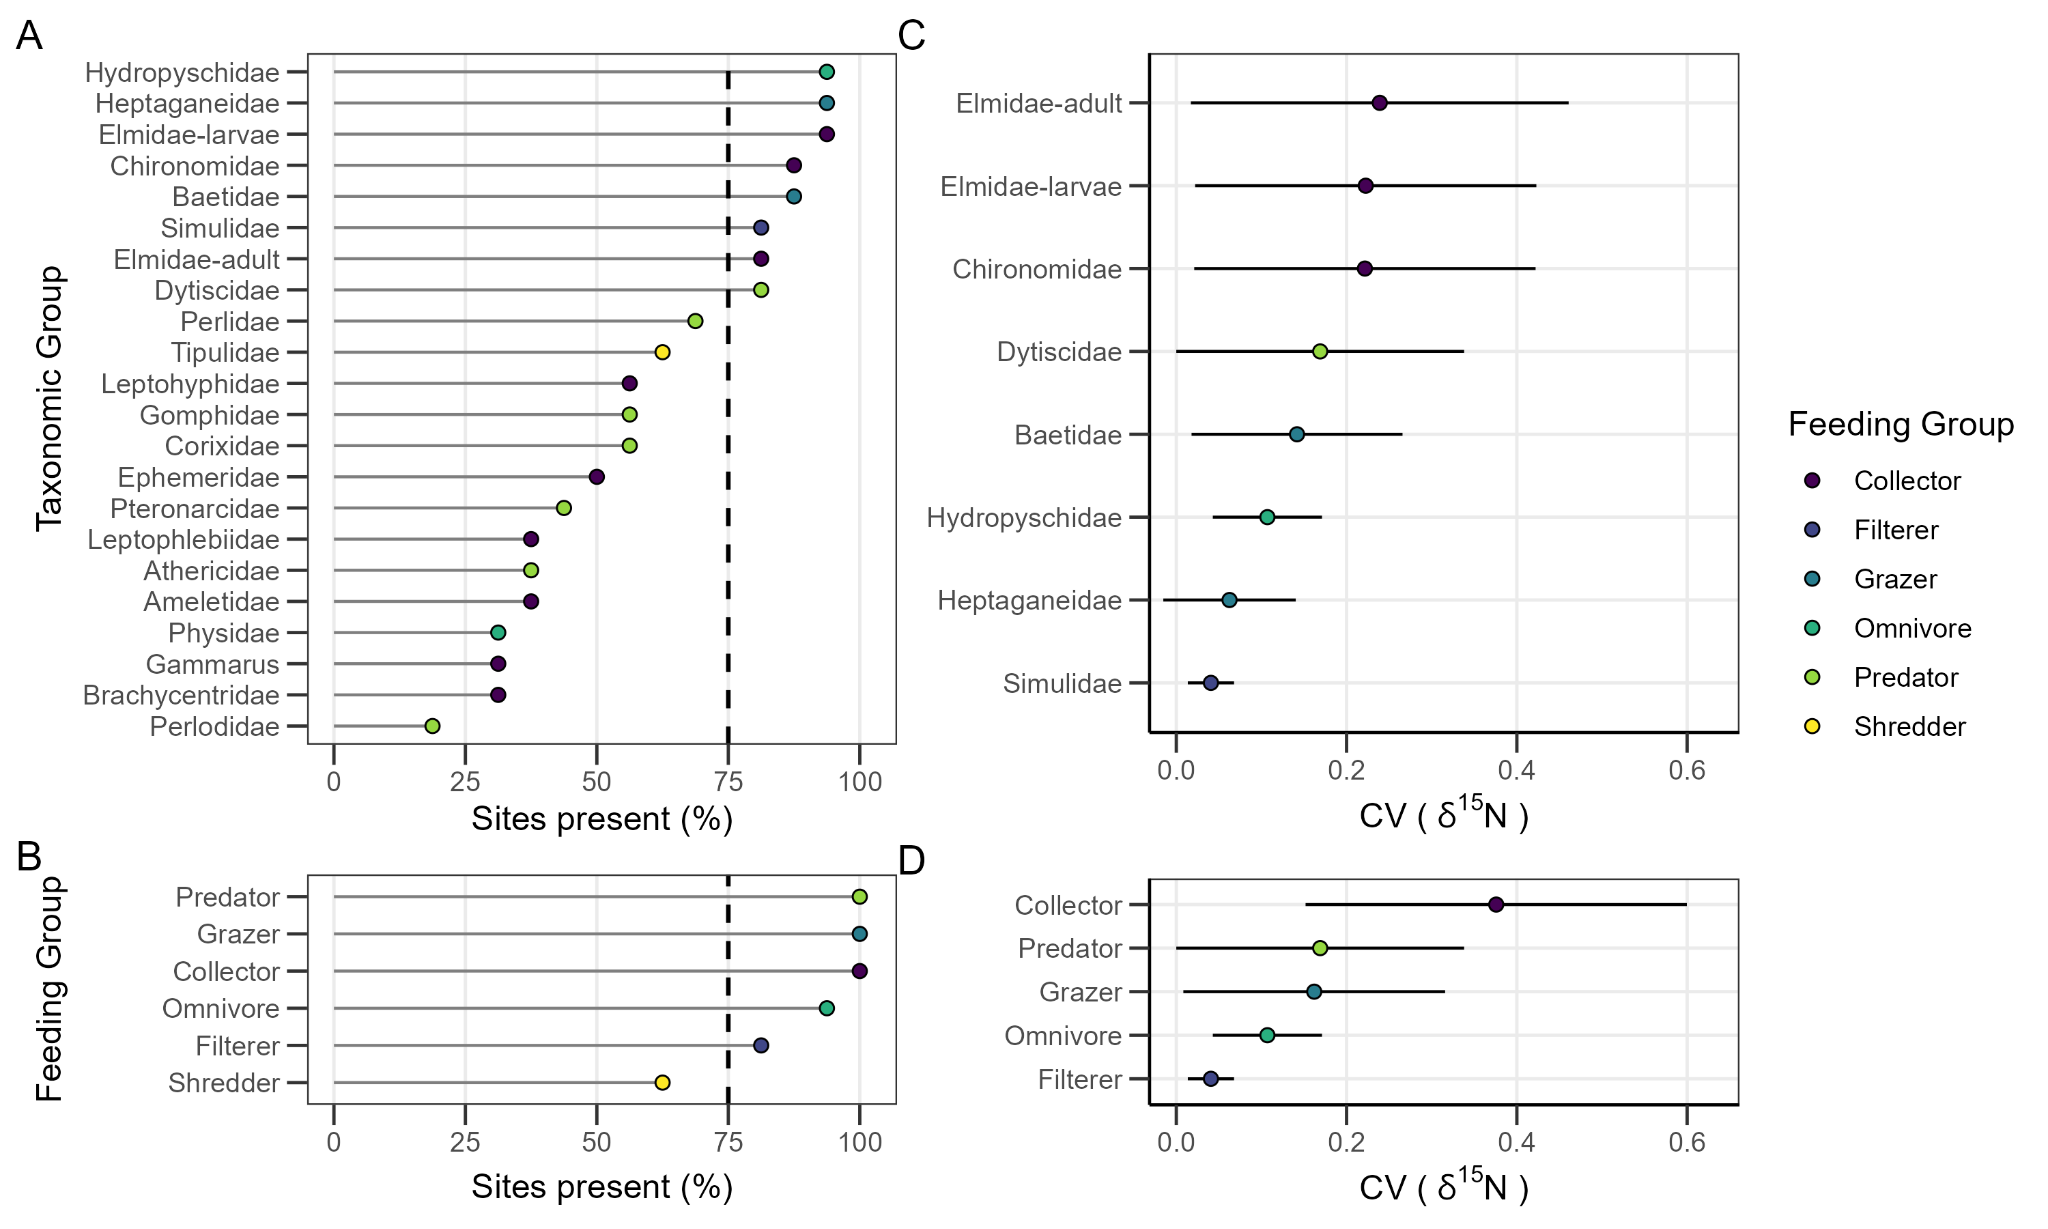 A
Hydropyschidae
Heptaganeidae
Elmidae-larvae
Chironomidae
Baetidae
Simulidae
Elmidae-adult
Dytiscidae
Perlidae
Tipulidae
Leptohyphidae
Gomphidae
Corixidae
Ephemeridae
Pteronarcidae
Leptophlebiidae
Athericidae
Ameletidae
Physidae
Gammarus
Brachycentridae
Perlodidae
Taxonomic Group
0 25 50 75 100
Sites present (%)
B
Predator
Grazer
Collector
Omnivore
Filterer
Shredder
Feeding Group
0 25 50 75 100
Sites present (%)
C
Elmidae-adult
Elmidae-larvae
Chironomidae
Dytiscidae
Baetidae
Hydropyschidae
Heptaganeidae
Simulidae
0.0 0.2 0.4 0.6
CV ( δ¹⁵N )
D
Collector
Predator
Grazer
Omnivore
Filterer
0.0 0.2 0.4 0.6
CV ( δ¹⁵N )
Feeding Group
Collector
Filterer
Grazer
Omnivore
Predator
Shredder